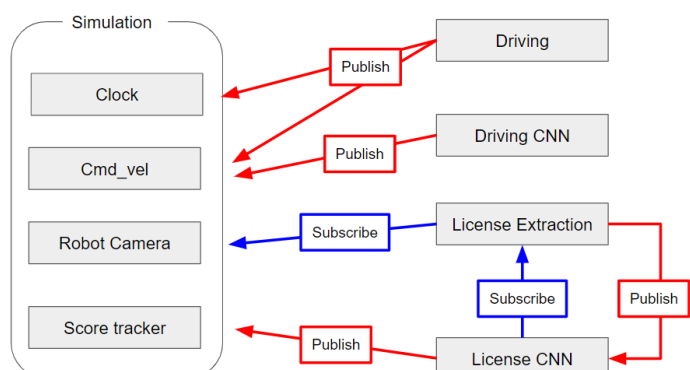 Simulation
Driving
Publish
Clock
Driving CNN
Publish
Cmd_vel
License Extraction
Subscribe
Robot Camera
Subscribe
Publish
Score tracker
Publish
License CNN